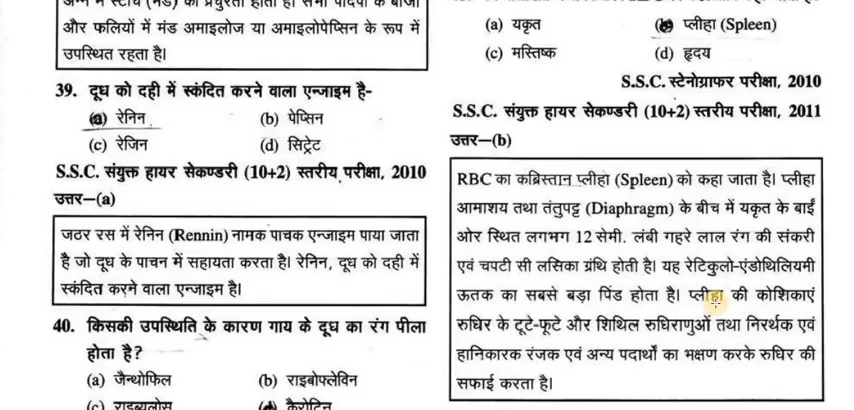 और फलियों में मंड अमाइलोज या अमाइलोपेप्सिन के रूप में
उपस्थित रहता है।
39. दूध को दही में स्कंदित करने वाला एन्जाइम है-
(a) रेनिन (b) पेप्सिन
(c) रेजिन (d) सिट्रेट
S.S.C. संयुक्त हायर सेकण्डरी (10+2) स्तरीय परीक्षा, 2010
उत्तर–(a)
जठर रस में रेनिन (Rennin) नामक पाचक एन्जाइम पाया जाता
है जो दूध के पाचन में सहायता करता है। रेनिन, दूध को दही में
स्कंदित करने वाला एन्जाइम है।
40. किसकी उपस्थिति के कारण गाय के दूध का रंग पीला
होता है?
(a) जैन्थोफिल (b) राइबोफ्लेविन
(c) राइब्यूलोस (d) कैरोटिन
(a) यकृत (b) प्लीहा (Spleen)
(c) मस्तिष्क (d) हृदय
S.S.C. स्टेनोग्राफर परीक्षा, 2010
S.S.C. संयुक्त हायर सेकण्डरी (10+2) स्तरीय परीक्षा, 2011
उत्तर–(b)
RBC का कब्रिस्तान प्लीहा (Spleen) को कहा जाता है। प्लीहा
आमाशय तथा तंतुपट्ट (Diaphragm) के बीच में यकृत के बाईं
ओर स्थित लगभग 12 सेमी. लंबी गहरे लाल रंग की संकरी
एवं चपटी सी लसिका ग्रंथि होती है। यह रेटिकुलो-एंडोथिलियमी
ऊतक का सबसे बड़ा पिंड होता है। प्लीहा की कोशिकाएं
रुधिर के टूटे-फूटे और शिथिल रुधिराणुओं तथा निरर्थक एवं
हानिकारक रंजक एवं अन्य पदार्थों का भक्षण करके रुधिर की
सफाई करता है।